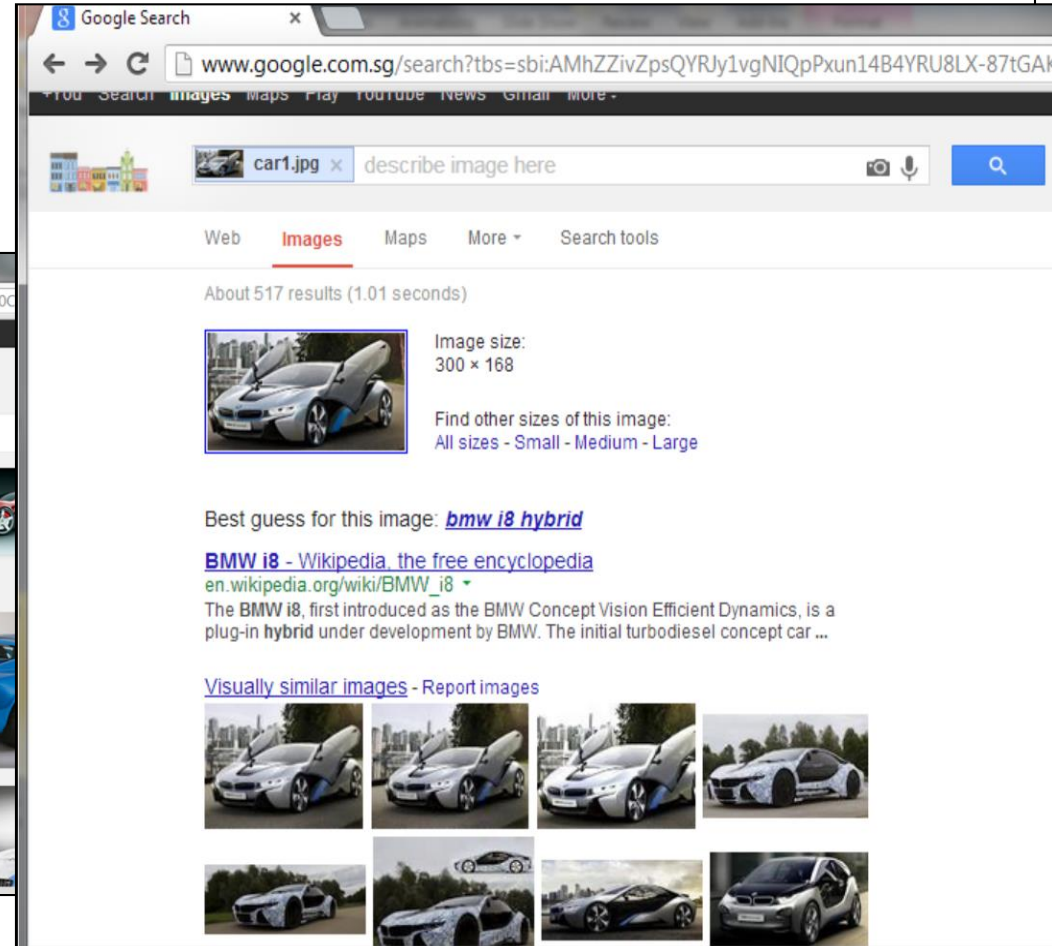 Google Search
www.google.com.sg/search?tbs=sbi:AMhZZivZpsQYRJy1vgNIQpPxun14B4YRU8LX-87tGAK
+You Search Images Maps Play YouTube News Gmail More
car1.jpg × describe image here
Web Images Maps More Search tools
About 517 results (1.01 seconds)
Image size:
300 × 168
Find other sizes of this image:
All sizes - Small - Medium - Large
Best guess for this image: bmw i8 hybrid
BMW i8 - Wikipedia, the free encyclopedia
en.wikipedia.org/wiki/BMW_i8
The BMW i8, first introduced as the BMW Concept Vision Efficient Dynamics, is a
plug-in hybrid under development by BMW. The initial turbodiesel concept car ...
Visually similar images - Report images